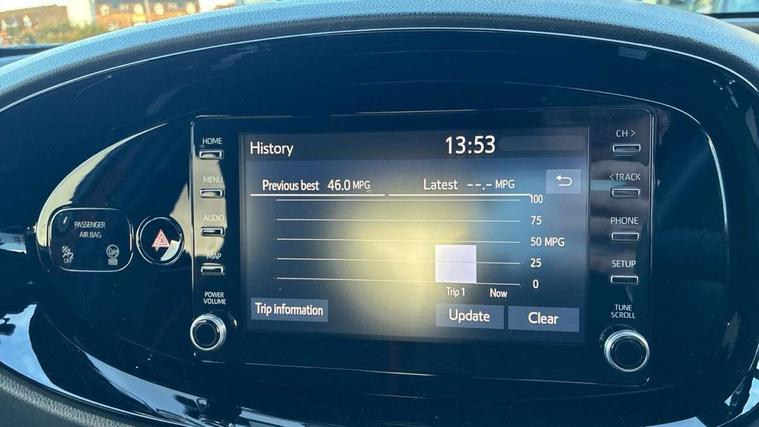 HOME
MENU
AUDIO
MAP
POWER
VOLUME
PASSENGER
AIR BAG
OFF
History 13:53
Previous best 46.0 MPG Latest --.- MPG
100
75
50 MPG
25
0
Trip 1 Now
Trip information Update Clear
CH >
< TRACK
PHONE
SETUP
TUNE
SCROLL